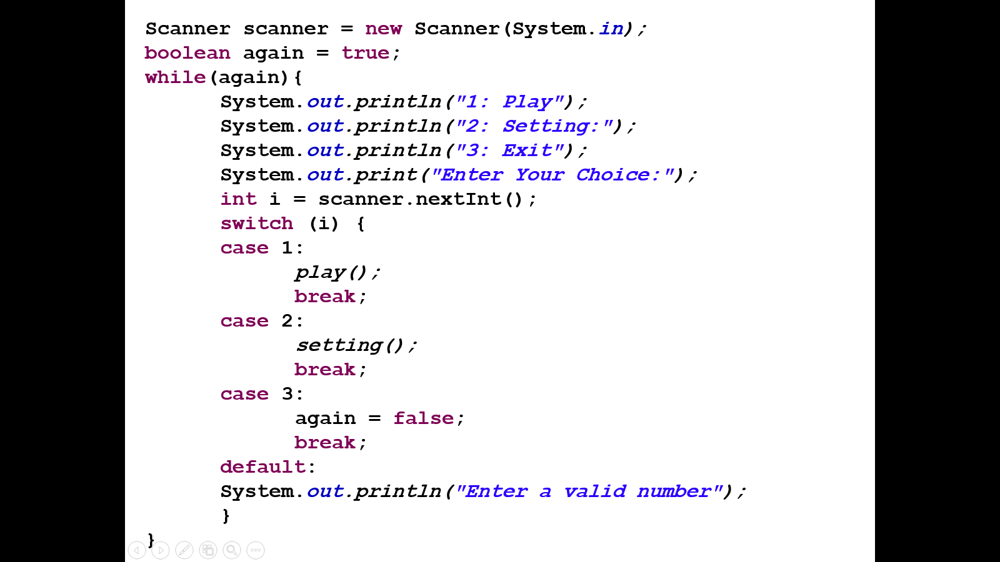 Scanner scanner = new Scanner(System.in);
boolean again = true;
while(again){
System.out.println("1: Play");
System.out.println("2: Setting:");
System.out.println("3: Exit");
System.out.print("Enter Your Choice:");
int i = scanner.nextInt();
switch (i) {
case 1:
play();
break;
case 2:
setting();
break;
case 3:
again = false;
break;
default:
System.out.println("Enter a valid number");
}
}